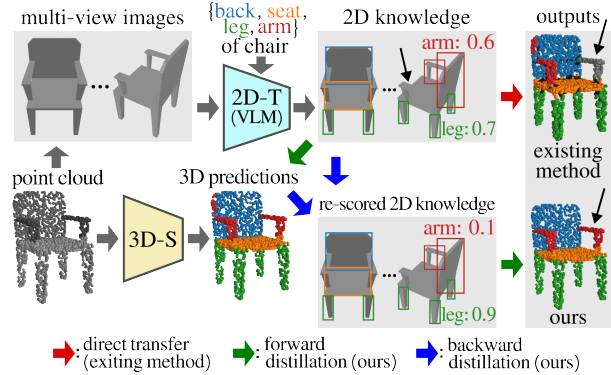 multi-view images
{back, seat,
leg, arm}
of chair
2D knowledge
outputs
arm: 0.6
2D-T
(VLM)
leg: 0.7
existing
method
point cloud
3D predictions
re-scored 2D knowledge
3D-S
arm: 0.1
leg: 0.9
ours
: direct transfer
(exiting method)
: forward
distillation (ours)
: backward
distillation (ours)